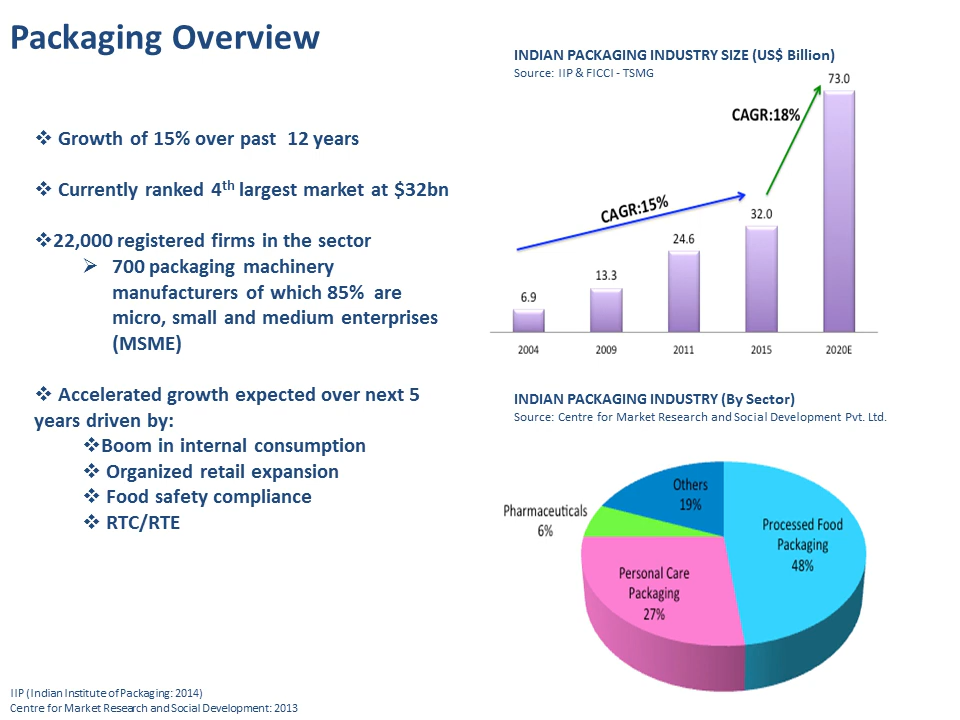 Packaging Overview
❖ Growth of 15% over past 12 years
❖ Currently ranked 4th largest market at $32bn
❖22,000 registered firms in the sector
➢ 700 packaging machinery
manufacturers of which 85% are
micro, small and medium enterprises
(MSME)
❖ Accelerated growth expected over next 5
years driven by:
❖Boom in internal consumption
❖ Organized retail expansion
❖ Food safety compliance
❖ RTC/RTE
IIP (Indian Institute of Packaging: 2014)
Centre for Market Research and Social Development: 2013
INDIAN PACKAGING INDUSTRY SIZE (US$ Billion)
Source: IIP & FICCI - TSMG
73.0
CAGR:18%
CAGR:15%
32.0
24.6
13.3
6.9
2004 2009 2011 2015 2020E
INDIAN PACKAGING INDUSTRY (By Sector)
Source: Centre for Market Research and Social Development Pvt. Ltd.
Others
19%
Pharmaceuticals
6%
Processed Food
Packaging
48%
Personal Care
Packaging
27%